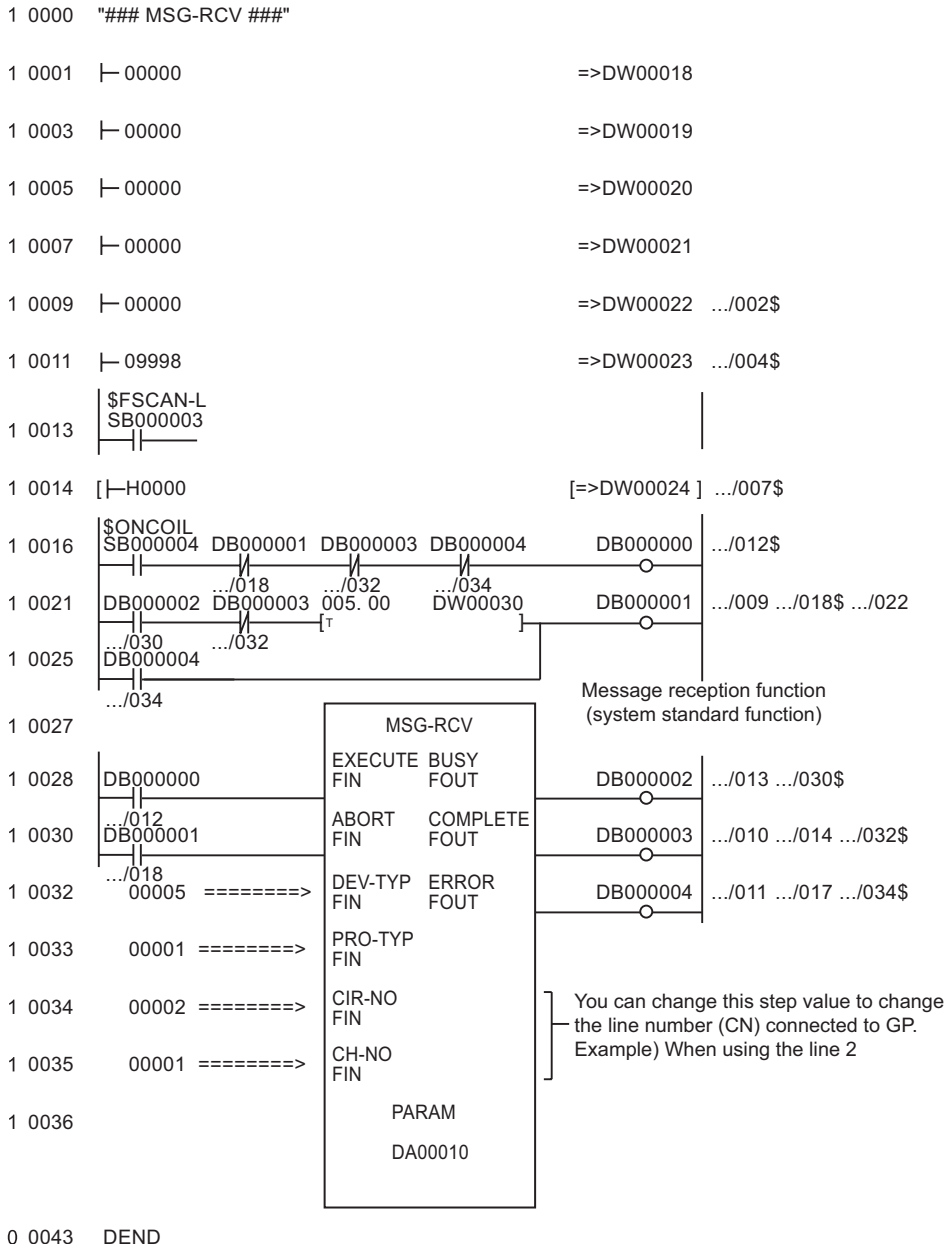 1 0000 "### MSG-RCV ###"
1 0001 00000 =>DW00018
1 0003 00000 =>DW00019
1 0005 00000 =>DW00020
1 0007 00000 =>DW00021
1 0009 00000 =>DW00022 .../002$
1 0011 09998 =>DW00023 .../004$
$FSCAN-L
1 0013 SB000003
1 0014 [ H0000 [=>DW00024 ] .../007$
$ONCOIL
1 0016 SB000004 DB000001 DB000003 DB000004 DB000000 .../012$
.../018 .../032 .../034
1 0021 DB000002 DB000003 005. 00 DW00030 DB000001 .../009 .../018$ .../022
[T ]
.../030 .../032
1 0025 DB000004
.../034
Message reception function
(system standard function)
1 0027 MSG-RCV
EXECUTE BUSY
1 0028 DB000000 FIN FOUT DB000002 .../013 .../030$
.../012
ABORT COMPLETE
1 0030 DB000001 FIN FOUT DB000003 .../010 .../014 .../032$
.../018
1 0032 00005 ========> DEV-TYP ERROR DB000004 .../011 .../017 .../034$
FIN FOUT
1 0033 00001 ========> PRO-TYP
FIN
1 0034 00002 ========> CIR-NO
FIN
1 0035 00001 ========> CH-NO
FIN
You can change this step value to change
the line number (CN) connected to GP.
Example) When using the line 2
1 0036 PARAM
DA00010
0 0043 DEND